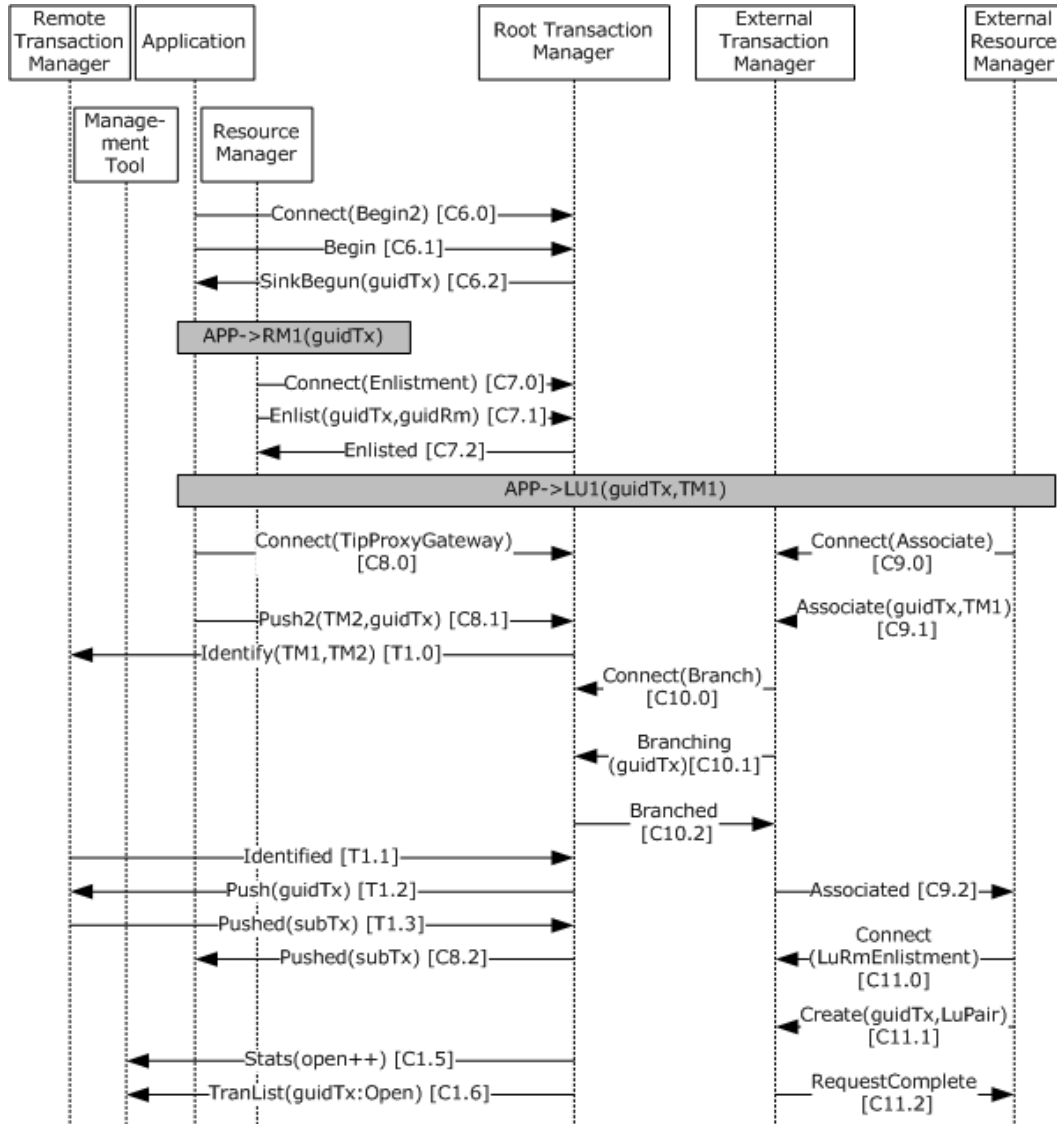 Remote
Transaction
Manager
Application
Root Transaction
Manager
External
Transaction
Manager
External
Resource
Manager
Manage-
ment
Tool
Resource
Manager
Connect(Begin2) [C6.0]
Begin [C6.1]
SinkBegun(guidTx) [C6.2]
APP->RM1(guidTx)
Connect(Enlistment) [C7.0]
Enlist(guidTx,guidRm) [C7.1]
Enlisted [C7.2]
APP->LU1(guidTx,TM1)
Connect(TipProxyGateway)
[C8.0]
Connect(Associate)
[C9.0]
Push2(TM2,guidTx) [C8.1]
Associate(guidTx,TM1)
[C9.1]
Identify(TM1,TM2) [T1.0]
Connect(Branch)
[C10.0]
Branching
(guidTx)[C10.1]
Branched
[C10.2]
Identified [T1.1]
Push(guidTx) [T1.2]
Associated [C9.2]
Pushed(subTx) [T1.3]
Pushed(subTx) [C8.2]
Connect
(LuRmEnlistment)
[C11.0]
Create(guidTx,LuPair)
[C11.1]
Stats(open++) [C1.5]
TranList(guidTx:Open) [C1.6]
RequestComplete
[C11.2]